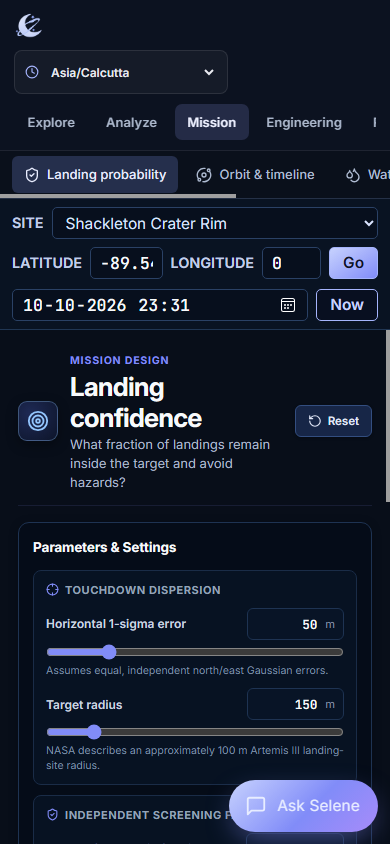 Asia/Calcutta
Explore Analyze Mission Engineering
Landing probability Orbit & timeline Wat
SITE Shackleton Crater Rim
LATITUDE -89.54 LONGITUDE 0 Go
10-10-2026 23:31 Now
MISSION DESIGN
Landing
confidence
What fraction of landings remain
inside the target and avoid
hazards?
Reset
Parameters & Settings
TOUCHDOWN DISPERSION
Horizontal 1-sigma error 50 m
Assumes equal, independent north/east Gaussian errors.
Target radius 150 m
NASA describes an approximately 100 m Artemis III landing-
site radius.
INDEPENDENT SCREENING
Ask Selene